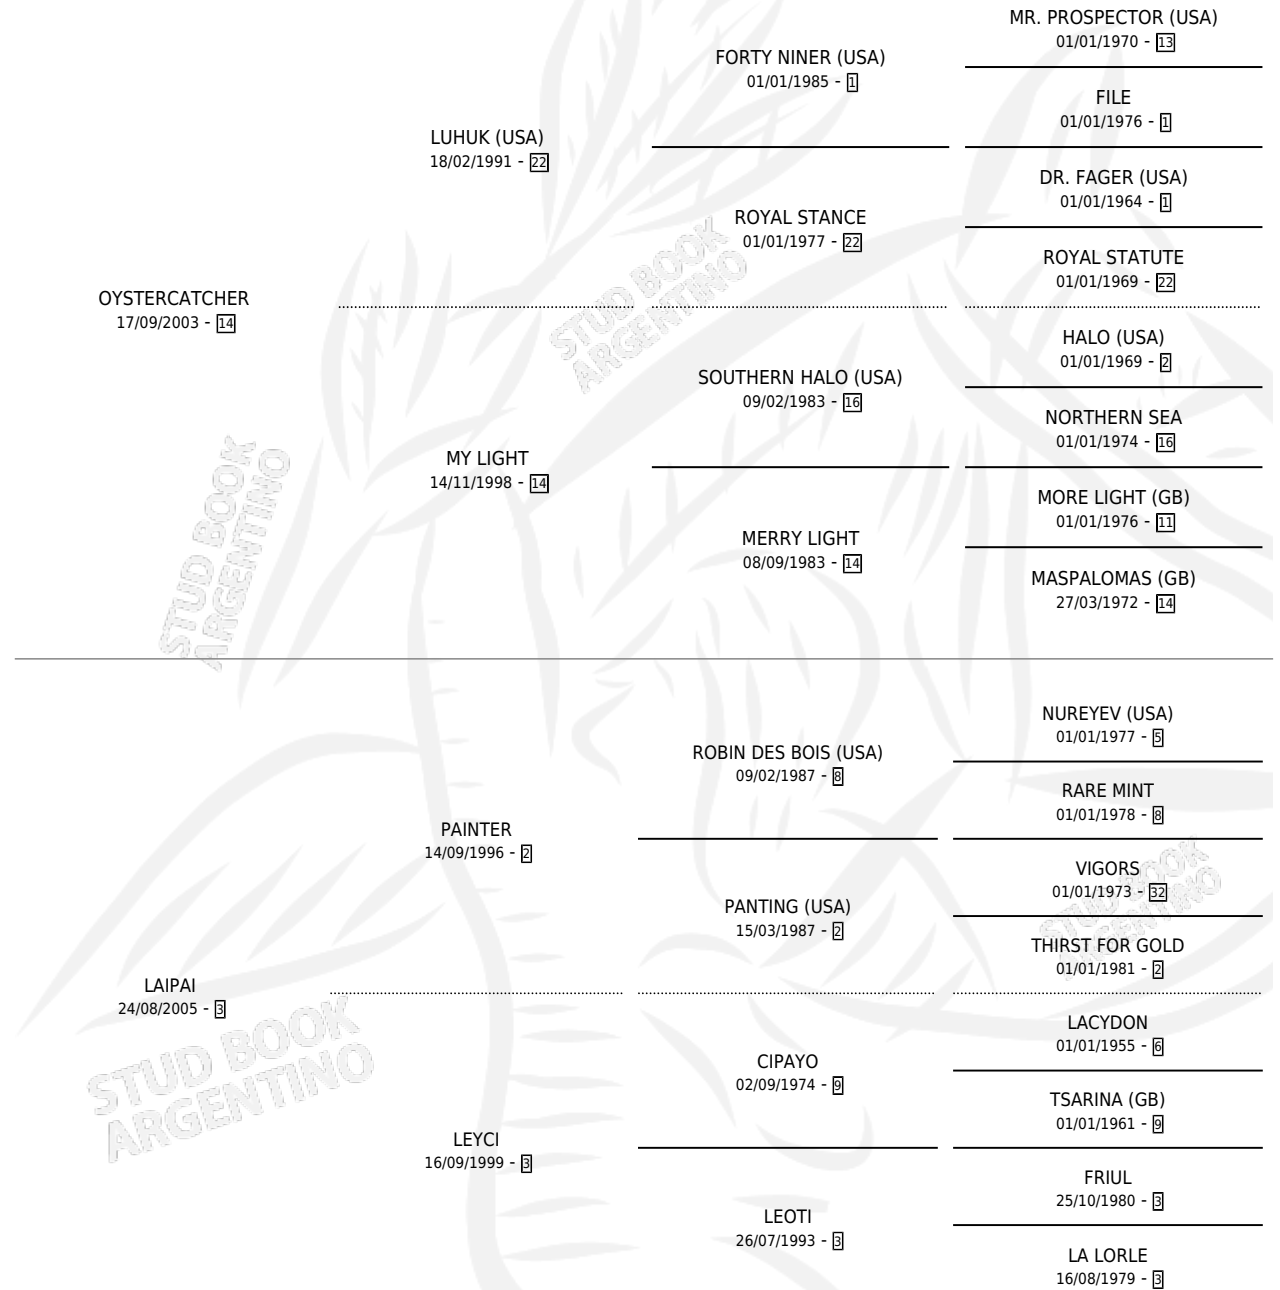 MR. PROSPECTOR (USA)
01/01/1970 - 13
FORTY NINER (USA)
01/01/1985 - 1
FILE
01/01/1976 - 1
LUHUK (USA)
18/02/1991 - 22
DR. FAGER (USA)
01/01/1964 - 1
ROYAL STANCE
01/01/1977 - 22
ROYAL STATUTE
01/01/1969 - 22
OYSTERCATCHER
17/09/2003 - 14
HALO (USA)
01/01/1969 - 2
SOUTHERN HALO (USA)
09/02/1983 - 16
NORTHERN SEA
01/01/1974 - 16
MY LIGHT
14/11/1998 - 14
MORE LIGHT (GB)
01/01/1976 - 11
MERRY LIGHT
08/09/1983 - 14
MASPALOMAS (GB)
27/03/1972 - 14
NUREYEV (USA)
01/01/1977 - 5
ROBIN DES BOIS (USA)
09/02/1987 - 8
RARE MINT
01/01/1978 - 8
PAINTER
14/09/1996 - 2
VIGORS
01/01/1973 - 32
PANTING (USA)
15/03/1987 - 2
THIRST FOR GOLD
01/01/1981 - 2
LAIPAI
24/08/2005 - 3
LACYDON
01/01/1955 - 6
CIPAYO
02/09/1974 - 9
TSARINA (GB)
01/01/1961 - 9
LEYCI
16/09/1999 - 3
FRIUL
25/10/1980 - 3
LEOTI
26/07/1993 - 3
LA LORLE
16/08/1979 - 3
STUD BOOK
ARGENTINO
STUD BOOK
ARGENTINO
STUD BOOK
ARGENTINO
STUD BOOK
ARGENTINO